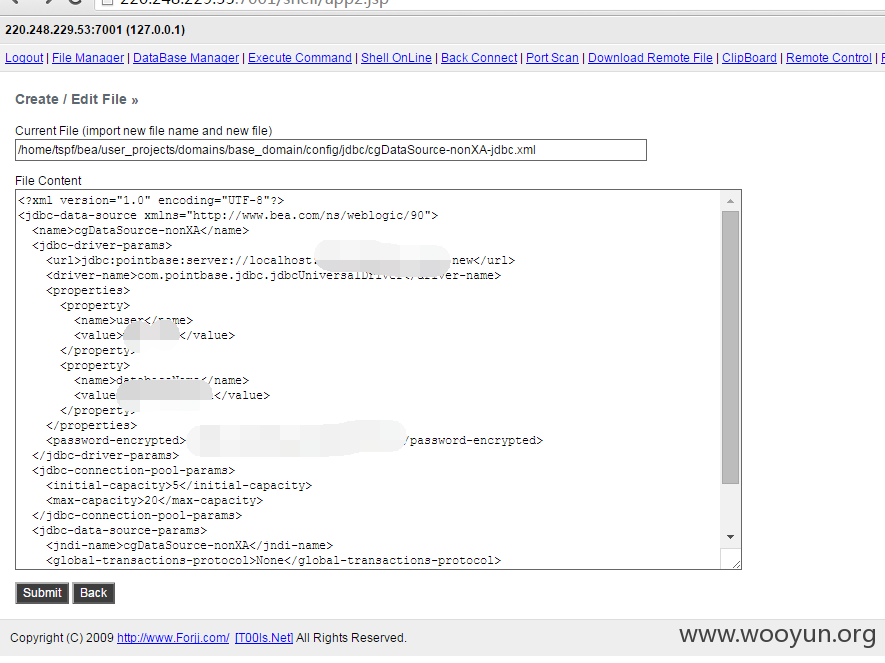 220.248.229.53:7001/shell/app2.jsp
220.248.229.53:7001 (127.0.0.1)
Logout | File Manager | DataBase Manager | Execute Command | Shell OnLine | Back Connect | Port Scan | Download Remote File | ClipBoard | Remote Control |
Create / Edit File »
Current File (import new file name and new file)
/home/tspf/bea/user_projects/domains/base_domain/config/jdbc/cgDataSource-nonXA-jdbc.xml
File Content
<?xml version="1.0" encoding="UTF-8"?>
<jdbc-data-source xmlns="http://www.bea.com/ns/weblogic/90">
<name>cgDataSource-nonXA</name>
<jdbc-driver-params>
<url>jdbc:pointbase:server://localhost. new</url>
<driver-name>com.pointbase.jdbc.jdbcUniversalDriver</driver-name>
<properties>
<property>
<name>user</name>
<value> </value>
</property>
<property>
<name>databaseName</name>
<value </value>
</property>
</properties>
<password-encrypted> /password-encrypted>
</jdbc-driver-params>
<jdbc-connection-pool-params>
<initial-capacity>5</initial-capacity>
<max-capacity>20</max-capacity>
</jdbc-connection-pool-params>
<jdbc-data-source-params>
<jndi-name>cgDataSource-nonXA</jndi-name>
<global-transactions-protocol>None</global-transactions-protocol>
Submit Back
Copyright (C) 2009 http://www.Forjj.com/ [T00ls.Net] All Rights Reserved.
www.wooyun.org